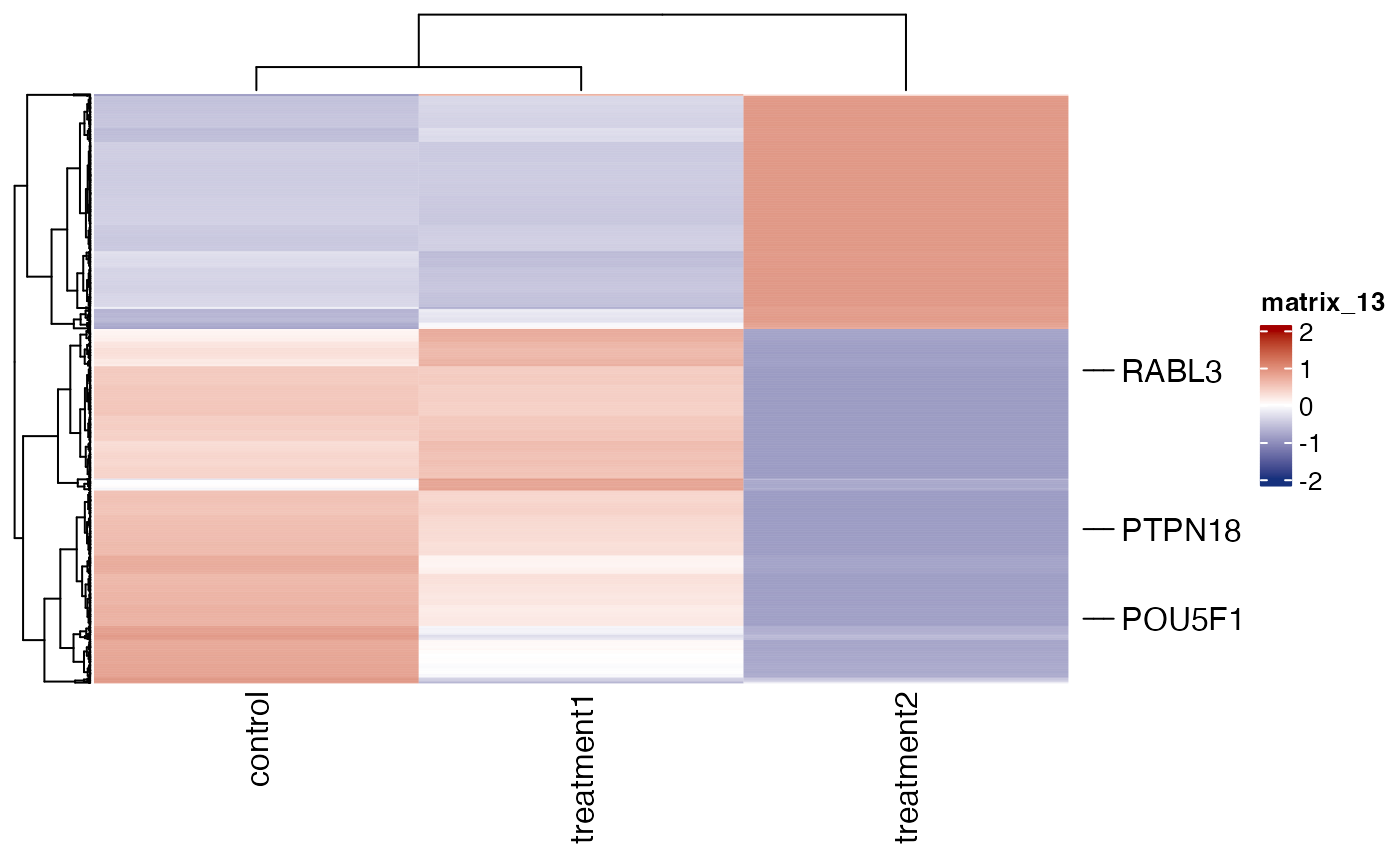 matrix_13
2
1
0
-1
-2
RABL3
PTPN18
POU5F1
control
treatment1
treatment2